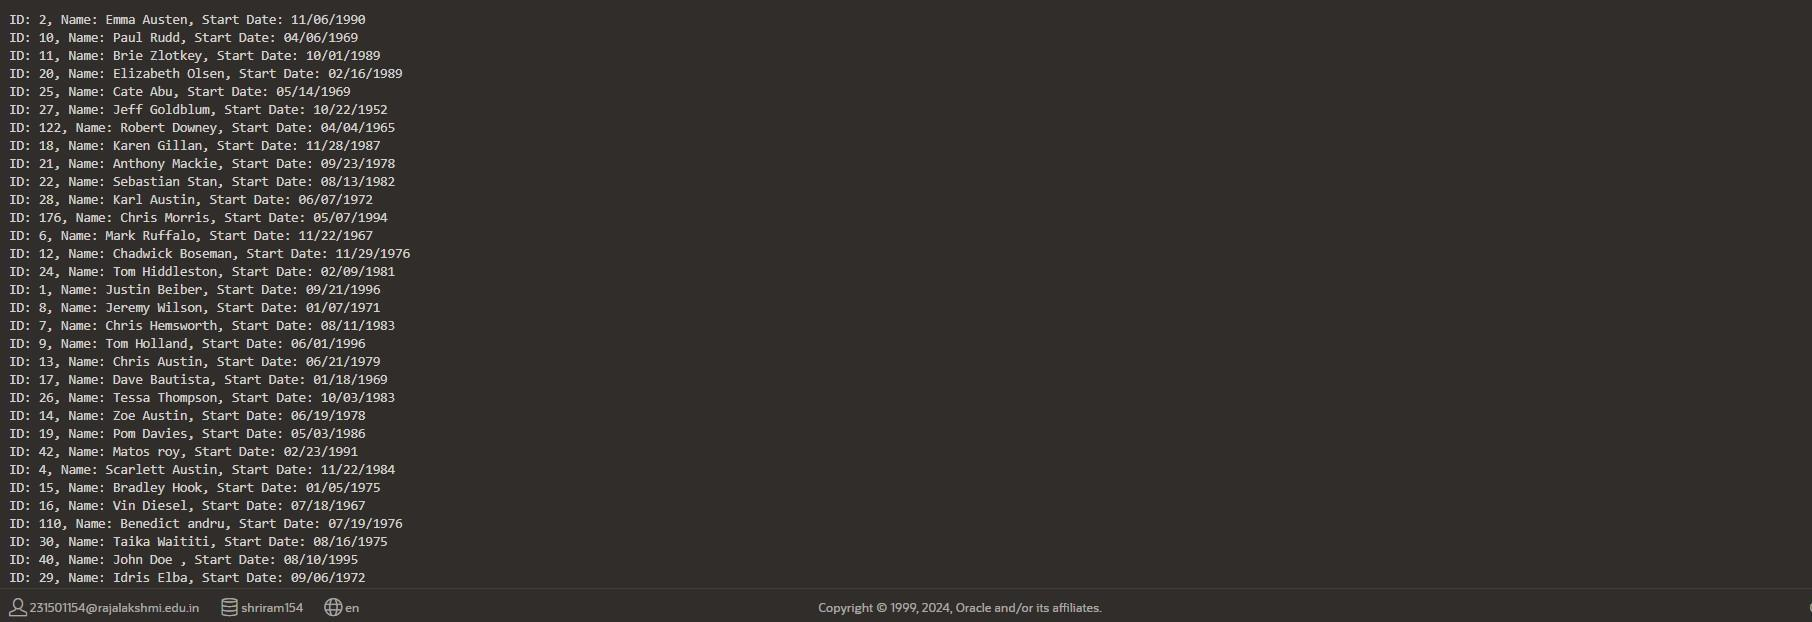 ID: 2, Name: Emma Austen, Start Date: 11/06/1990
ID: 10, Name: Paul Rudd, Start Date: 04/06/1969
ID: 11, Name: Brie Zlotkey, Start Date: 10/01/1989
ID: 20, Name: Elizabeth Olsen, Start Date: 02/16/1989
ID: 25, Name: Cate Abu, Start Date: 05/14/1969
ID: 27, Name: Jeff Goldblum, Start Date: 10/22/1952
ID: 122, Name: Robert Downey, Start Date: 04/04/1965
ID: 18, Name: Karen Gillan, Start Date: 11/28/1987
ID: 21, Name: Anthony Mackie, Start Date: 09/23/1978
ID: 22, Name: Sebastian Stan, Start Date: 08/13/1982
ID: 28, Name: Karl Austin, Start Date: 06/07/1972
ID: 176, Name: Chris Morris, Start Date: 05/07/1994
ID: 6, Name: Mark Ruffalo, Start Date: 11/22/1967
ID: 12, Name: Chadwick Boseman, Start Date: 11/29/1976
ID: 24, Name: Tom Hiddleston, Start Date: 02/09/1981
ID: 1, Name: Justin Beiber, Start Date: 09/21/1996
ID: 8, Name: Jeremy Wilson, Start Date: 01/07/1971
ID: 7, Name: Chris Hemsworth, Start Date: 08/11/1983
ID: 9, Name: Tom Holland, Start Date: 06/01/1996
ID: 13, Name: Chris Austin, Start Date: 06/21/1979
ID: 17, Name: Dave Bautista, Start Date: 01/18/1969
ID: 26, Name: Tessa Thompson, Start Date: 10/03/1983
ID: 14, Name: Zoe Austin, Start Date: 06/19/1978
ID: 19, Name: Pom Davies, Start Date: 05/03/1986
ID: 42, Name: Matos roy, Start Date: 02/23/1991
ID: 4, Name: Scarlett Austin, Start Date: 11/22/1984
ID: 15, Name: Bradley Hook, Start Date: 01/05/1975
ID: 16, Name: Vin Diesel, Start Date: 07/18/1967
ID: 110, Name: Benedict andru, Start Date: 07/19/1976
ID: 30, Name: Taika Waititi, Start Date: 08/16/1975
ID: 40, Name: John Doe , Start Date: 08/10/1995
ID: 29, Name: Idris Elba, Start Date: 09/06/1972
231501154@rajalakshmi.edu.in shriram154 en Copyright © 1999, 2024, Oracle and/or its affiliates.